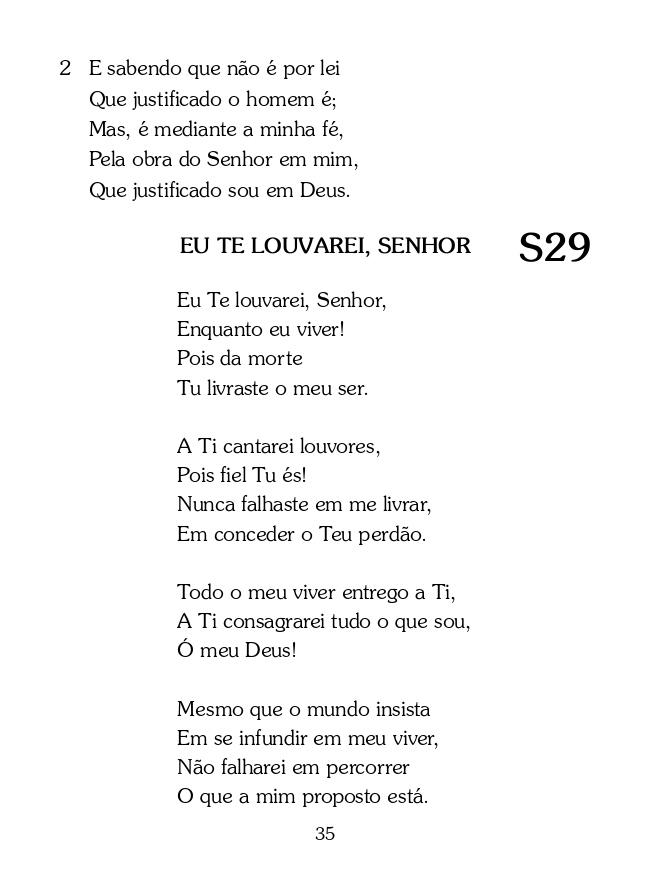 2 E sabendo que não é por lei
Que justificado o homem é;
Mas, é mediante a minha fé,
Pela obra do Senhor em mim,
Que justificado sou em Deus.
EU TE LOUVAREI, SENHOR S29
Eu Te louvarei, Senhor,
Enquanto eu viver!
Pois da morte
Tu livraste o meu ser.
A Ti cantarei louvores,
Pois fiel Tu és!
Nunca falhaste em me livrar,
Em conceder o Teu perdão.
Todo o meu viver entrego a Ti,
A Ti consagrarei tudo o que sou,
Ó meu Deus!
Mesmo que o mundo insista
Em se infundir em meu viver,
Não falharei em percorrer
O que a mim proposto está.
35